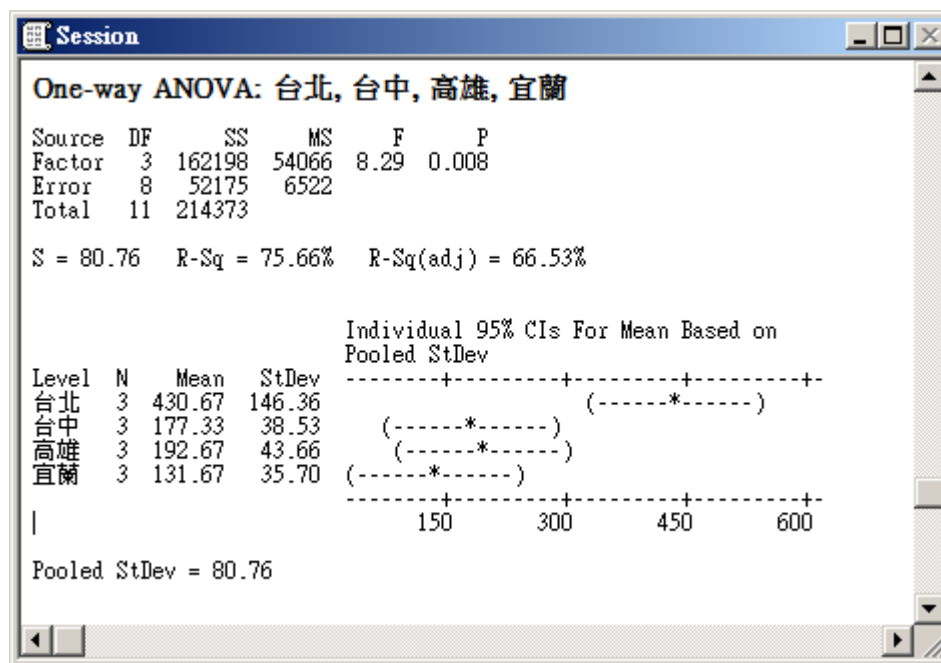 Session
One-way ANOVA: 台北, 台中, 高雄, 宜蘭
Source  DF      SS     MS     F      P
Factor   3  162198  54066  8.29  0.008
Error    8   52175   6522
Total   11  214373
S = 80.76   R-Sq = 75.66%   R-Sq(adj) = 66.53%
Individual 95% CIs For Mean Based on
Pooled StDev
Level  N    Mean   StDev  --------+---------+---------+---------+-
台北   3  430.67  146.36                      (------*------)
台中   3  177.33   38.53     (------*------)
高雄   3  192.67   43.66      (------*------)
宜蘭   3  131.67   35.70  (------*------)
--------+---------+---------+---------+-
150       300       450       600
Pooled StDev = 80.76